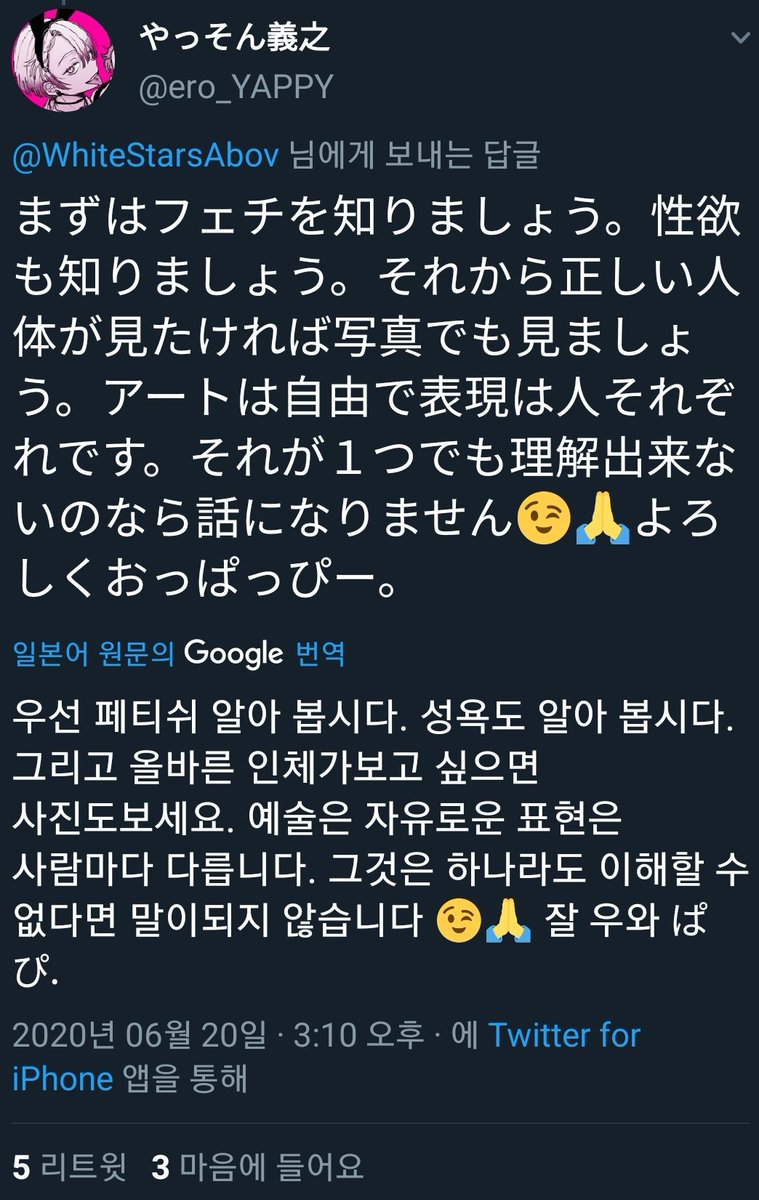 やっそん義之
@ero_YAPPY
@WhiteStarsAbov 님에게 보내는 답글
まずはフェチを知りましょう。性欲
も知りましょう。それから正しい人
体が見たければ写真でも見ましょ
う。アートは自由で表現は人それぞ
れです。それが１つでも理解出来な
いのなら話になりません😉🙏よろ
しくおっぱっぴー。
일본어 원문의 Google 번역
우선 페티쉬 알아 봅시다. 성욕도 알아 봅시다.
그리고 올바른 인체가보고 싶으면
사진도보세요. 예술은 자유로운 표현은
사람마다 다릅니다. 그것은 하나라도 이해할 수
없다면 말이되지 않습니다 😉🙏 잘 우와 ぱ
ぴ.
2020년 06월 20일 · 3:10 오후 · 에 Twitter for
iPhone 앱을 통해
5 리트윗 3 마음에 들어요